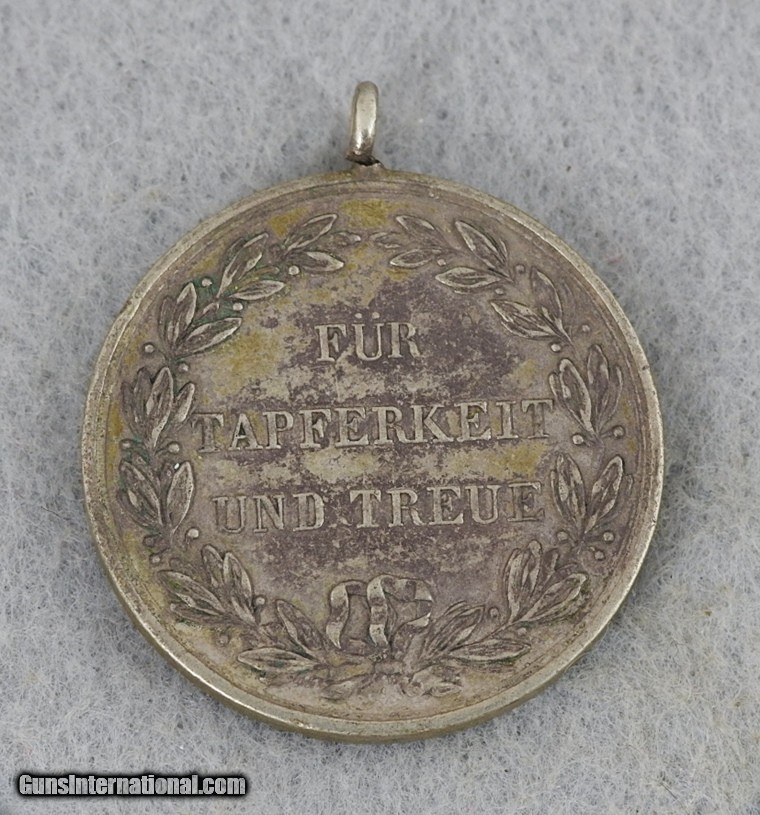 FÜR
TAPFERKEIT
UND TREUE
GunsInternational.com